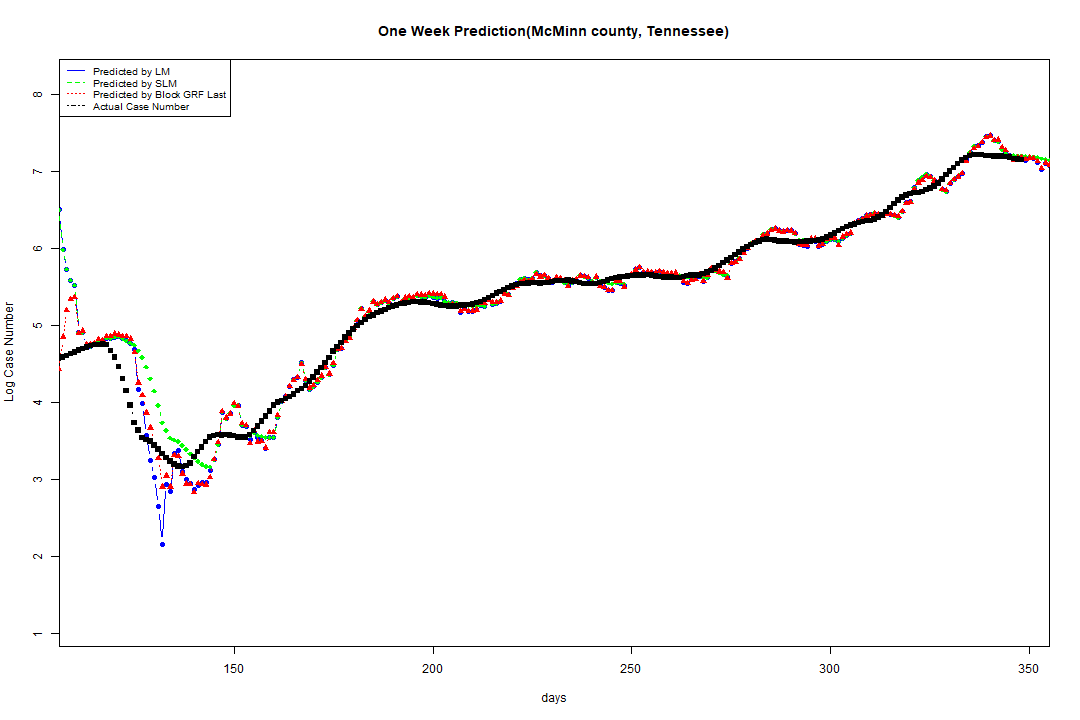 One Week Prediction(McMinn county, Tennessee)
Predicted by LM
Predicted by SLM
Predicted by Block GRF Last
Actual Case Number
8
7
6
5
4
3
2
1
Log Case Number
150 200 250 300 350
days